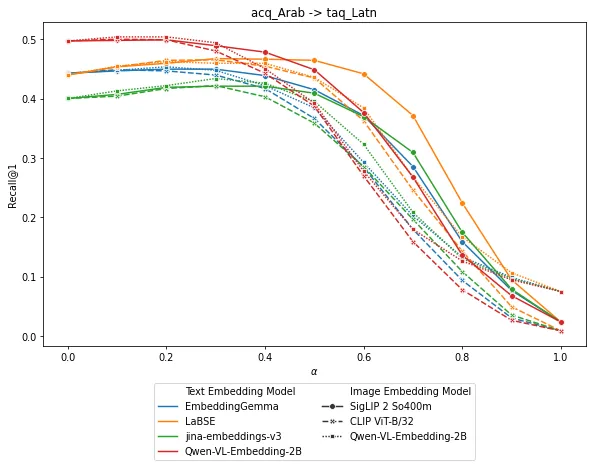 acq_Arab -> taq_Latn
Recall@1
0.5
0.4
0.3
0.2
0.1
0.0
0.0 0.2 0.4 0.6 0.8 1.0
α
Text Embedding Model
EmbeddingGemma
LaBSE
jina-embeddings-v3
Qwen-VL-Embedding-2B
Image Embedding Model
SigLIP 2 So400m
CLIP ViT-B/32
Qwen-VL-Embedding-2B